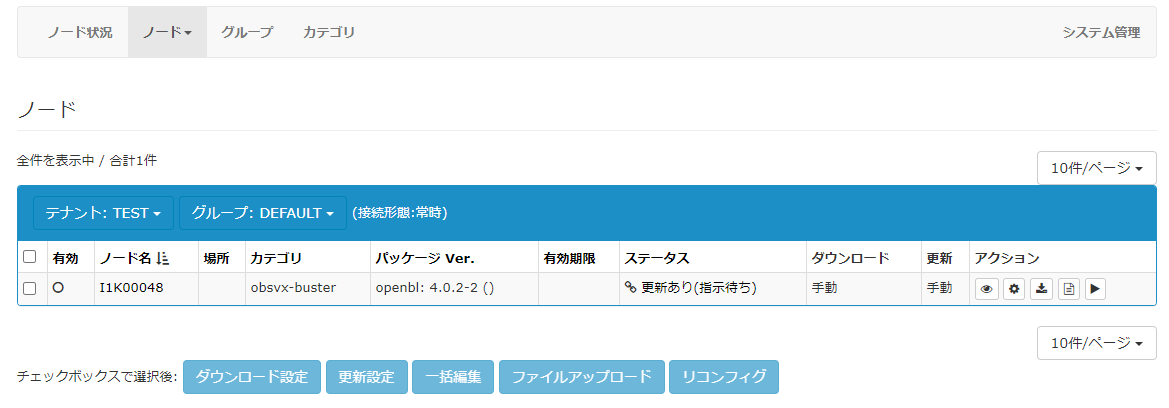 ノード状況 ノード グループ カテゴリ システム管理
ノード
全件を表示中 / 合計1件
10件/ページ
テナント: TEST グループ: DEFAULT (接続形態:常時)
有効 ノード名 場所 カテゴリ パッケージ Ver. 有効期限 ステータス ダウンロード 更新 アクション
I1K00048 obsvx-buster openbl: 4.0.2-2 () 更新あり(指示待ち) 手動 手動
10件/ページ
チェックボックスで選択後: ダウンロード設定 更新設定 一括編集 ファイルアップロード リコンフィグ